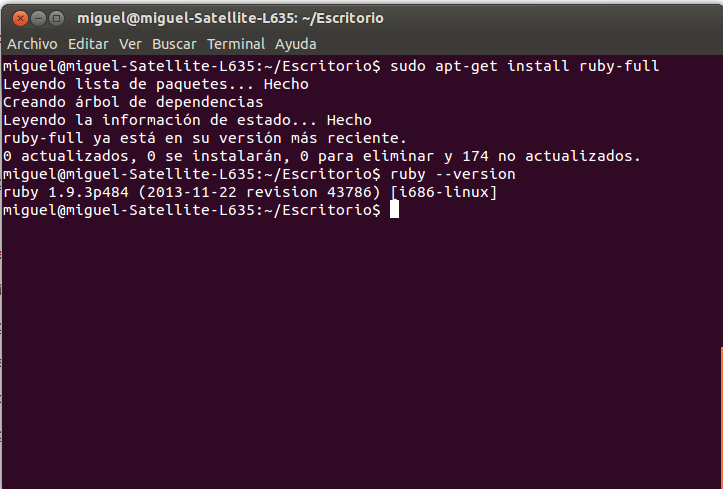 miguel@miguel-Satellite-L635: ~/Escritorio
Archivo Editar Ver Buscar Terminal Ayuda
miguel@miguel-Satellite-L635:~/Escritorio$ sudo apt-get install ruby-full
Leyendo lista de paquetes... Hecho
Creando árbol de dependencias
Leyendo la información de estado... Hecho
ruby-full ya está en su versión más reciente.
0 actualizados, 0 se instalarán, 0 para eliminar y 174 no actualizados.
miguel@miguel-Satellite-L635:~/Escritorio$ ruby --version
ruby 1.9.3p484 (2013-11-22 revision 43786) [i686-linux]
miguel@miguel-Satellite-L635:~/Escritorio$